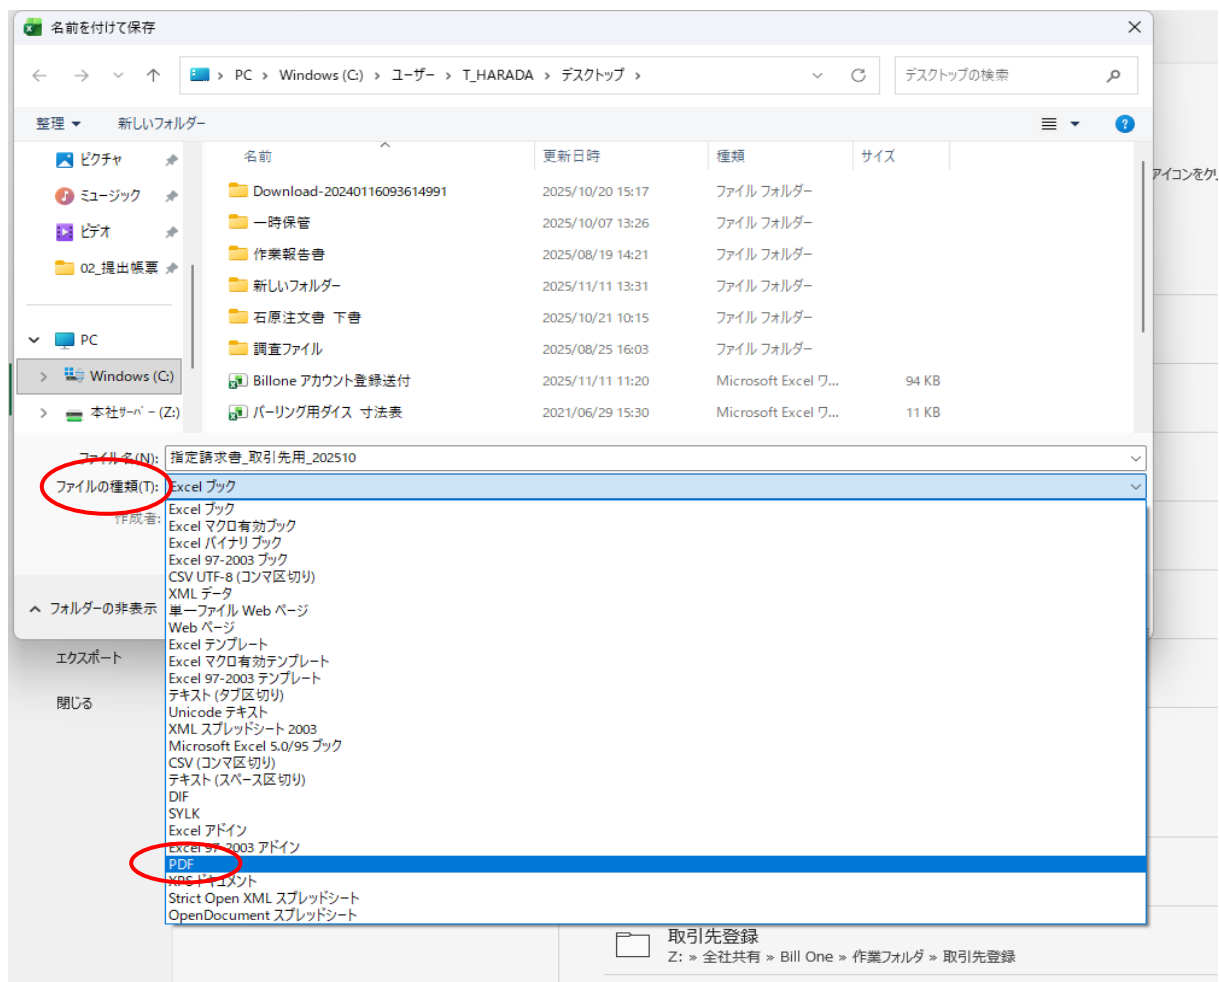 名前を付けて保存
PC › Windows (C:) › ユーザー › T_HARADA › デスクトップ ›
デスクトップの検索
整理 新しいフォルダー
ピクチャ
ミュージック
ビデオ
02_提出帳票
PC
Windows (C:)
本社ｻｰﾊﾞｰ (Z:)
名前 更新日時 種類 サイズ
Download-20240116093614991 2025/10/20 15:17 ファイル フォルダー
一時保管 2025/10/07 13:26 ファイル フォルダー
作業報告書 2025/08/19 14:21 ファイル フォルダー
新しいフォルダー 2025/11/11 13:31 ファイル フォルダー
石原注文書 下書 2025/10/21 10:15 ファイル フォルダー
調査ファイル 2025/08/25 16:03 ファイル フォルダー
Billone アカウント登録送付 2025/11/11 11:20 Microsoft Excel ワ... 94 KB
バーリング用ダイス 寸法表 2021/06/29 15:30 Microsoft Excel ワ... 11 KB
アイコンをクリ
ファイル名(N): 指定請求書_取引先用_202510
ファイルの種類(T): Excel ブック
作成者:
Excel ブック
Excel マクロ有効ブック
Excel バイナリ ブック
Excel 97-2003 ブック
CSV UTF-8 (コンマ区切り)
XML データ
単一ファイル Web ページ
Web ページ
Excel テンプレート
Excel マクロ有効テンプレート
Excel 97-2003 テンプレート
テキスト (タブ区切り)
Unicode テキスト
XML スプレッドシート 2003
Microsoft Excel 5.0/95 ブック
CSV (コンマ区切り)
テキスト (スペース区切り)
DIF
SYLK
Excel アドイン
Excel 97-2003 アドイン
PDF
XPS ドキュメント
Strict Open XML スプレッドシート
OpenDocument スプレッドシート
フォルダーの非表示
エクスポート
閉じる
取引先登録
Z: » 全社共有 » Bill One » 作業フォルダ » 取引先登録